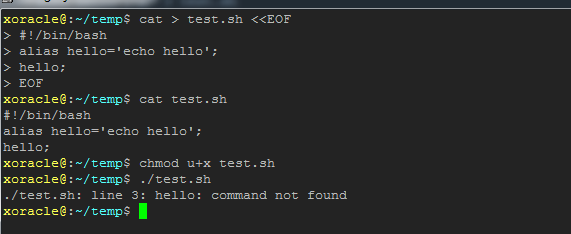 xoracle@:~/temp$ cat > test.sh <<EOF
> #!/bin/bash
> alias hello='echo hello';
> hello;
> EOF
xoracle@:~/temp$ cat test.sh
#!/bin/bash
alias hello='echo hello';
hello;
xoracle@:~/temp$ chmod u+x test.sh
xoracle@:~/temp$ ./test.sh
./test.sh: line 3: hello: command not found
xoracle@:~/temp$